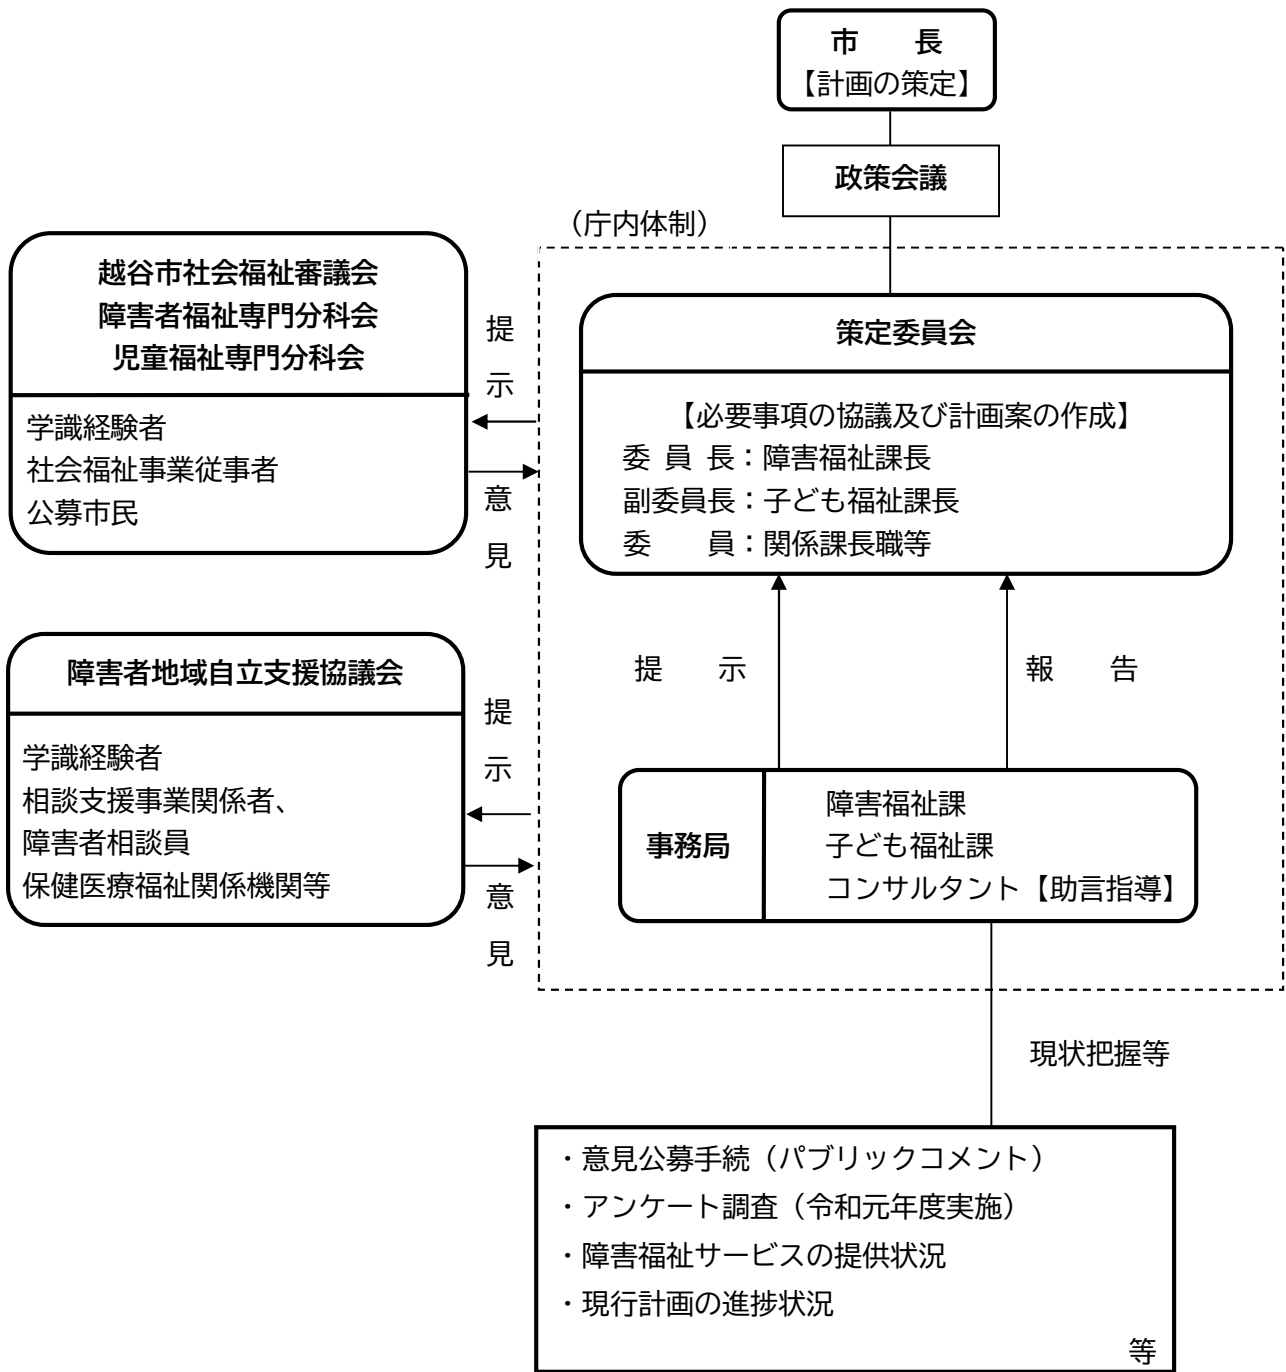 市　　長
【計画の策定】
政策会議
（庁内体制）
越谷市社会福祉審議会
障害者福祉専門分科会
児童福祉専門分科会
学識経験者
社会福祉事業従事者
公募市民
提示
意見
策定委員会
【必要事項の協議及び計画案の作成】
委 員 長：障害福祉課長
副委員長：子ども福祉課長
委　　員：関係課長職等
障害者地域自立支援協議会
学識経験者
相談支援事業関係者、
障害者相談員
保健医療福祉関係機関等
提示
意見
提　　示
報　　告
事務局
障害福祉課
子ども福祉課
コンサルタント【助言指導】
現状把握等
・意見公募手続（パブリックコメント）
・アンケート調査（令和元年度実施）
・障害福祉サービスの提供状況
・現行計画の進捗状況
等